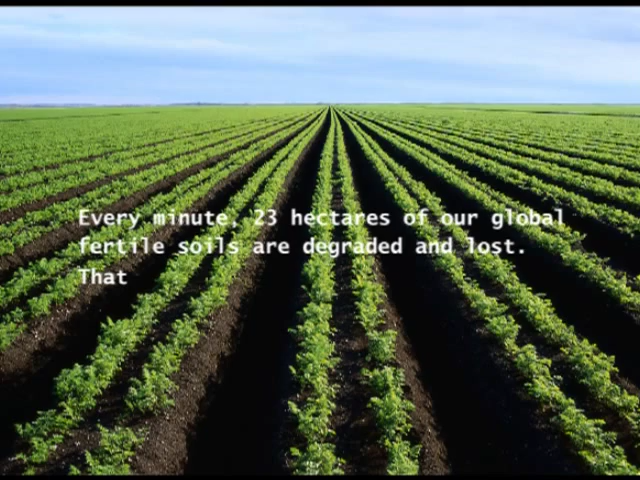 Every minute, 23 hectares of our global
fertile soils are degraded and lost.
That